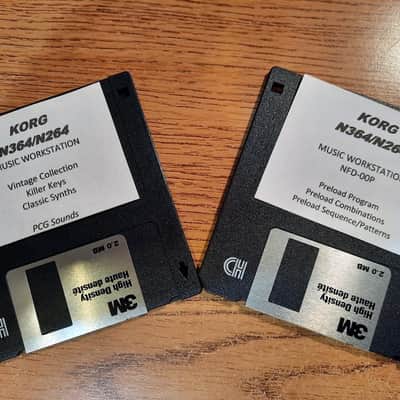 KORG
N364/N264
MUSIC WORKSTATION
Vintage Collection
Killer Keys
Classic Synths
PCG Sounds
2.0 MB
High Density
Haute densité
3M
KORG
N364/N264
MUSIC WORKSTATION
NFD-00P
Preload Program
Preload Combinations
Preload Sequence/Patterns
HD
2.0 MB
High Density
Haute densité
3M